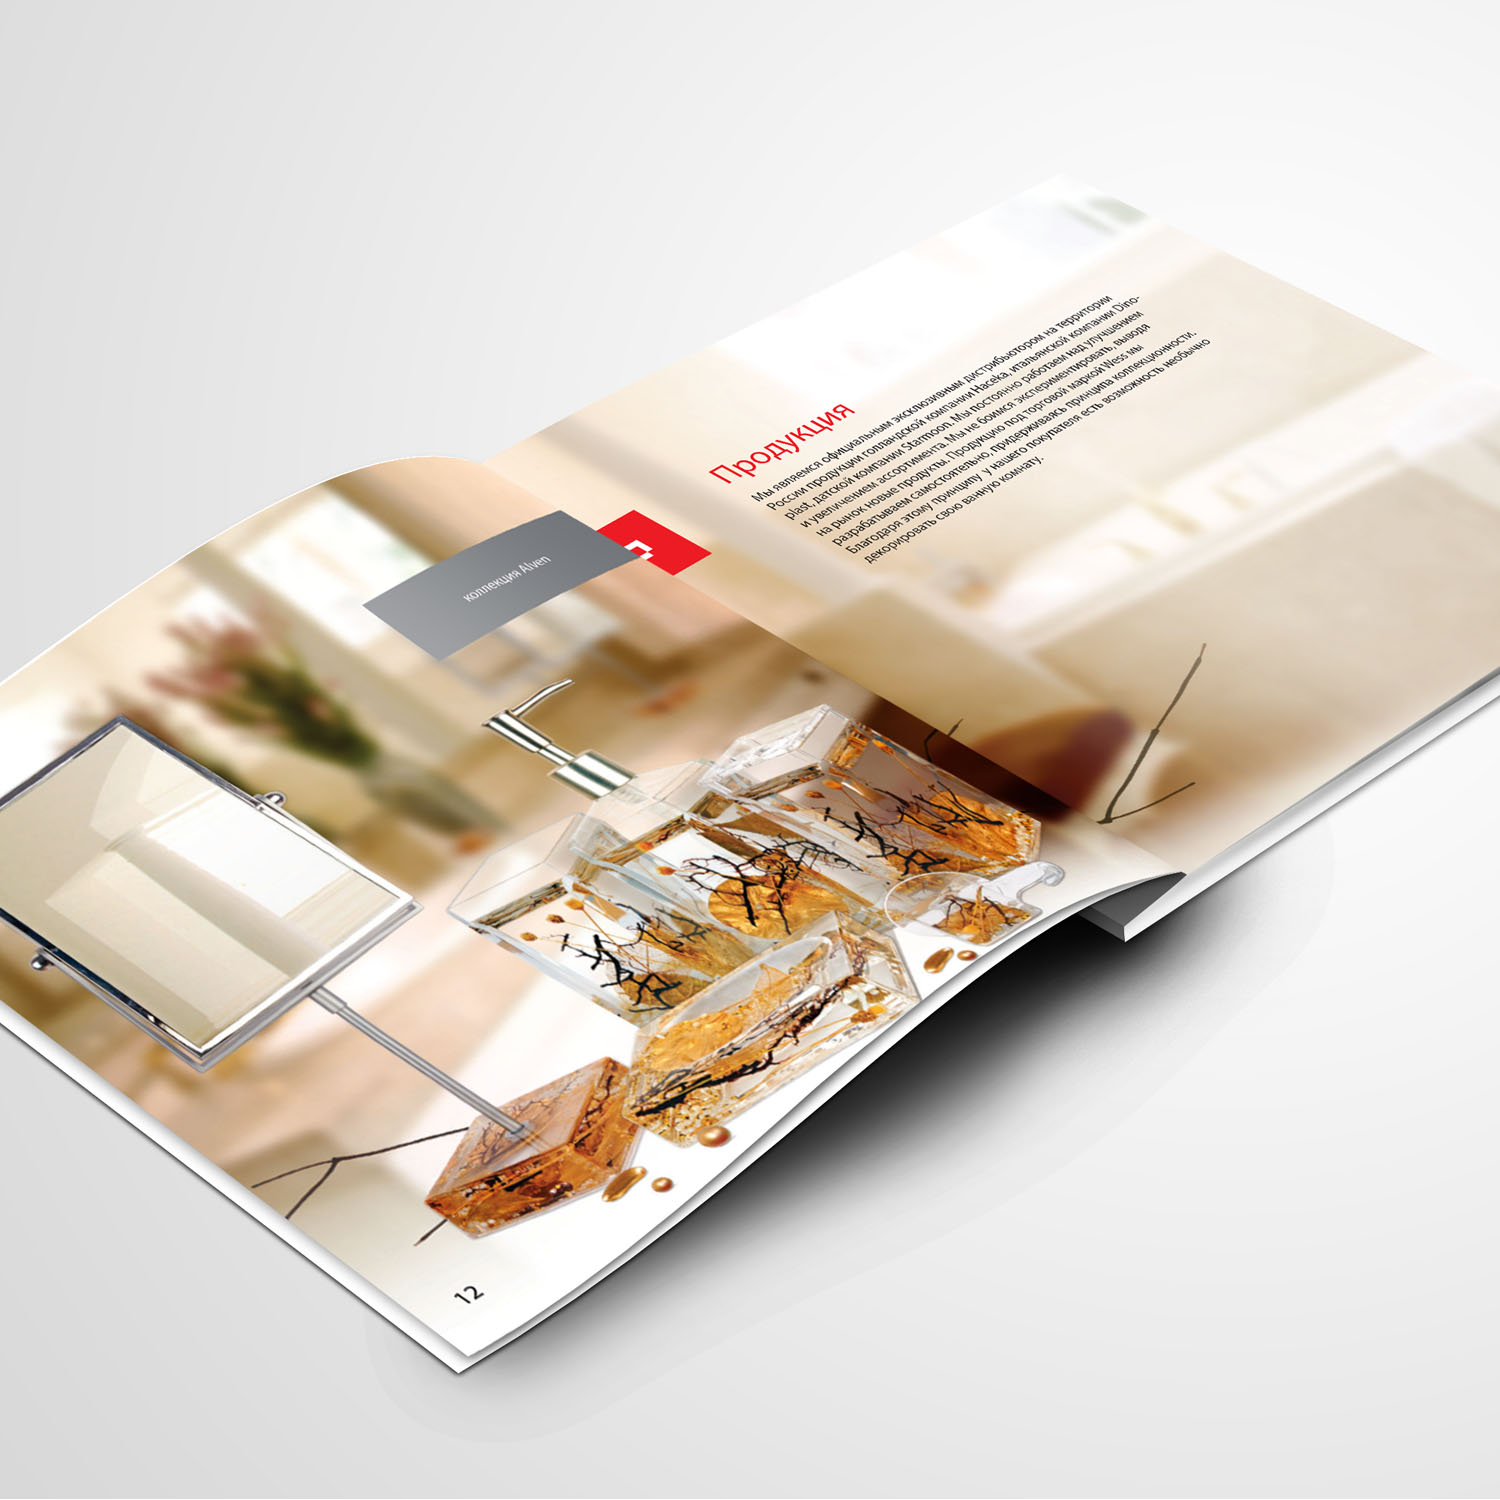 коллекция Alven
Продукция
Мы являемся официальным эксклюзивным дистрибьютором на территории
России продукции голландской компании Haceka, итальянской компании Dino-
plast, датской компании Starmoon. Мы постоянно работаем над улучшением
и увеличением ассортимента. Мы не боимся экспериментировать, выводя
на рынок новые продукты. Продукцию под торговой маркой Wess мы
разрабатываем самостоятельно, придерживаясь принципа коллекционности.
Благодаря этому принципу у нашего покупателя есть возможность необычно
декорировать свою ванную комнату.
12